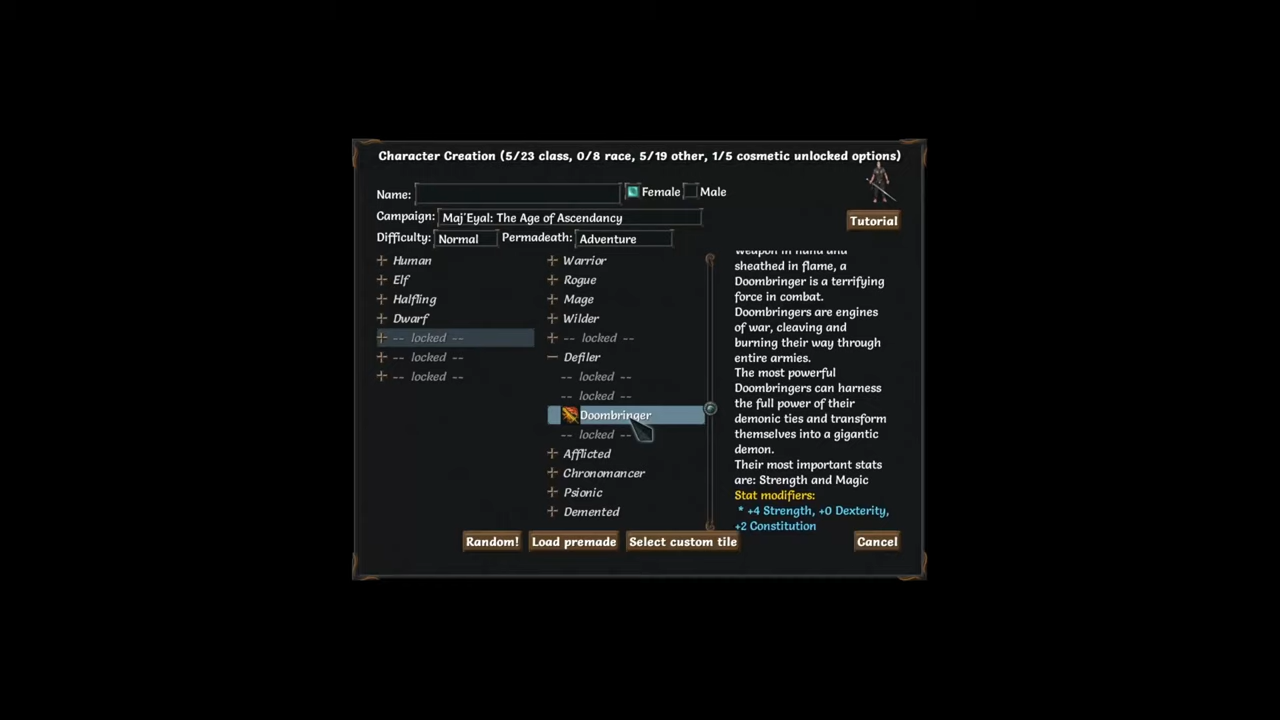 Character Creation (5/23 class, 0/8 race, 5/19 other, 1/5 cosmetic unlocked options)
Name:
Female
Male
Campaign: Maj'Eyal: The Age of Ascendancy
Tutorial
Difficulty: Normal Permadeath: Adventure
Human
Elf
Halfling
Dwarf
-- locked --
-- locked --
-- locked --
Warrior
Rogue
Mage
Wilder
-- locked --
Defiler
-- locked --
-- locked --
Doombringer
-- locked --
Afflicted
Chronomancer
Psionic
Demented
weapon in hand and
sheathed in flame, a
Doombringer is a terrifying
force in combat.
Doombringers are engines
of war, cleaving and
burning their way through
entire armies.
The most powerful
Doombringers can harness
the full power of their
demonic ties and transform
themselves into a gigantic
demon.
Their most important stats
are: Strength and Magic
Stat modifiers:
* +4 Strength, +0 Dexterity,
+2 Constitution
Random!
Load premade
Select custom tile
Cancel